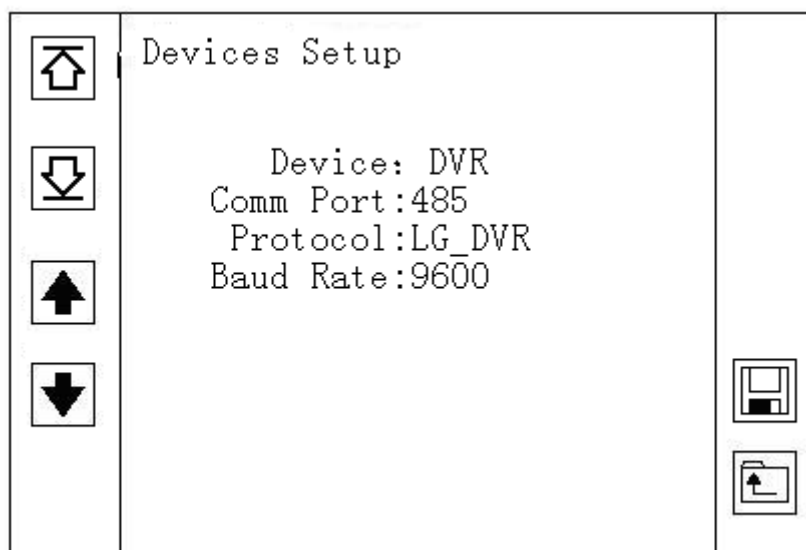 Devices Setup
Device: DVR
Comm Port:485
Protocol:LG_DVR
Baud Rate:9600